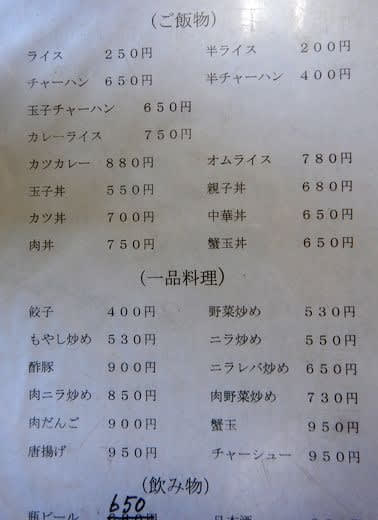 （ご飯物）
ライス ２５０円 半ライス ２００円
チャーハン ６５０円 半チャーハン ４００円
玉子チャーハン ６５０円
カレーライス ７５０円
カツカレー ８８０円 オムライス ７８０円
玉子丼 ５５０円 親子丼 ６８０円
カツ丼 ７００円 中華丼 ６５０円
肉丼 ７５０円 蟹玉丼 ６５０円
（一品料理）
餃子 ４００円 野菜炒め ５３０円
もやし炒め ５３０円 ニラ炒め ５５０円
酢豚 ９００円 ニラレバ炒め ６５０円
肉ニラ炒め ８５０円 肉野菜炒め ７３０円
肉だんご ９００円 蟹玉 ９５０円
唐揚げ ９５０円 チャーシュー ９５０円
（飲み物）
650
瓶ビール 円 日本酒